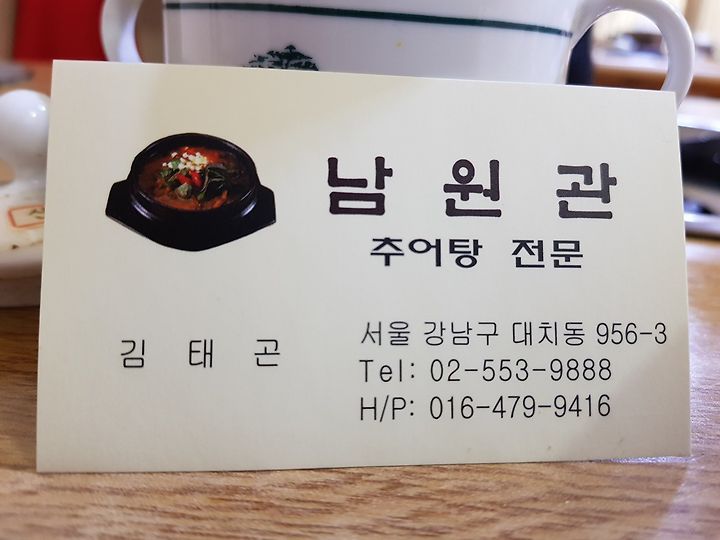 남원관
추어탕 전문
김태곤
서울 강남구 대치동 956-3
Tel: 02-553-9888
H/P: 016-479-9416